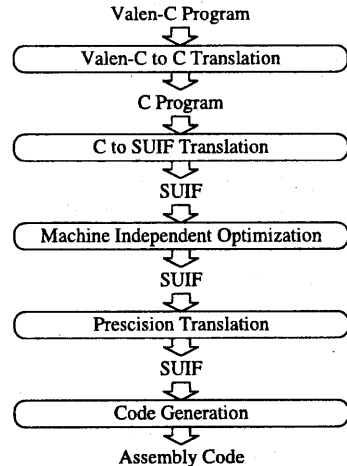 Valen-C Program
Valen-C to C Translation
C Program
C to SUIF Translation
SUIF
Machine Independent Optimization
SUIF
Prescision Translation
SUIF
Code Generation
Assembly Code